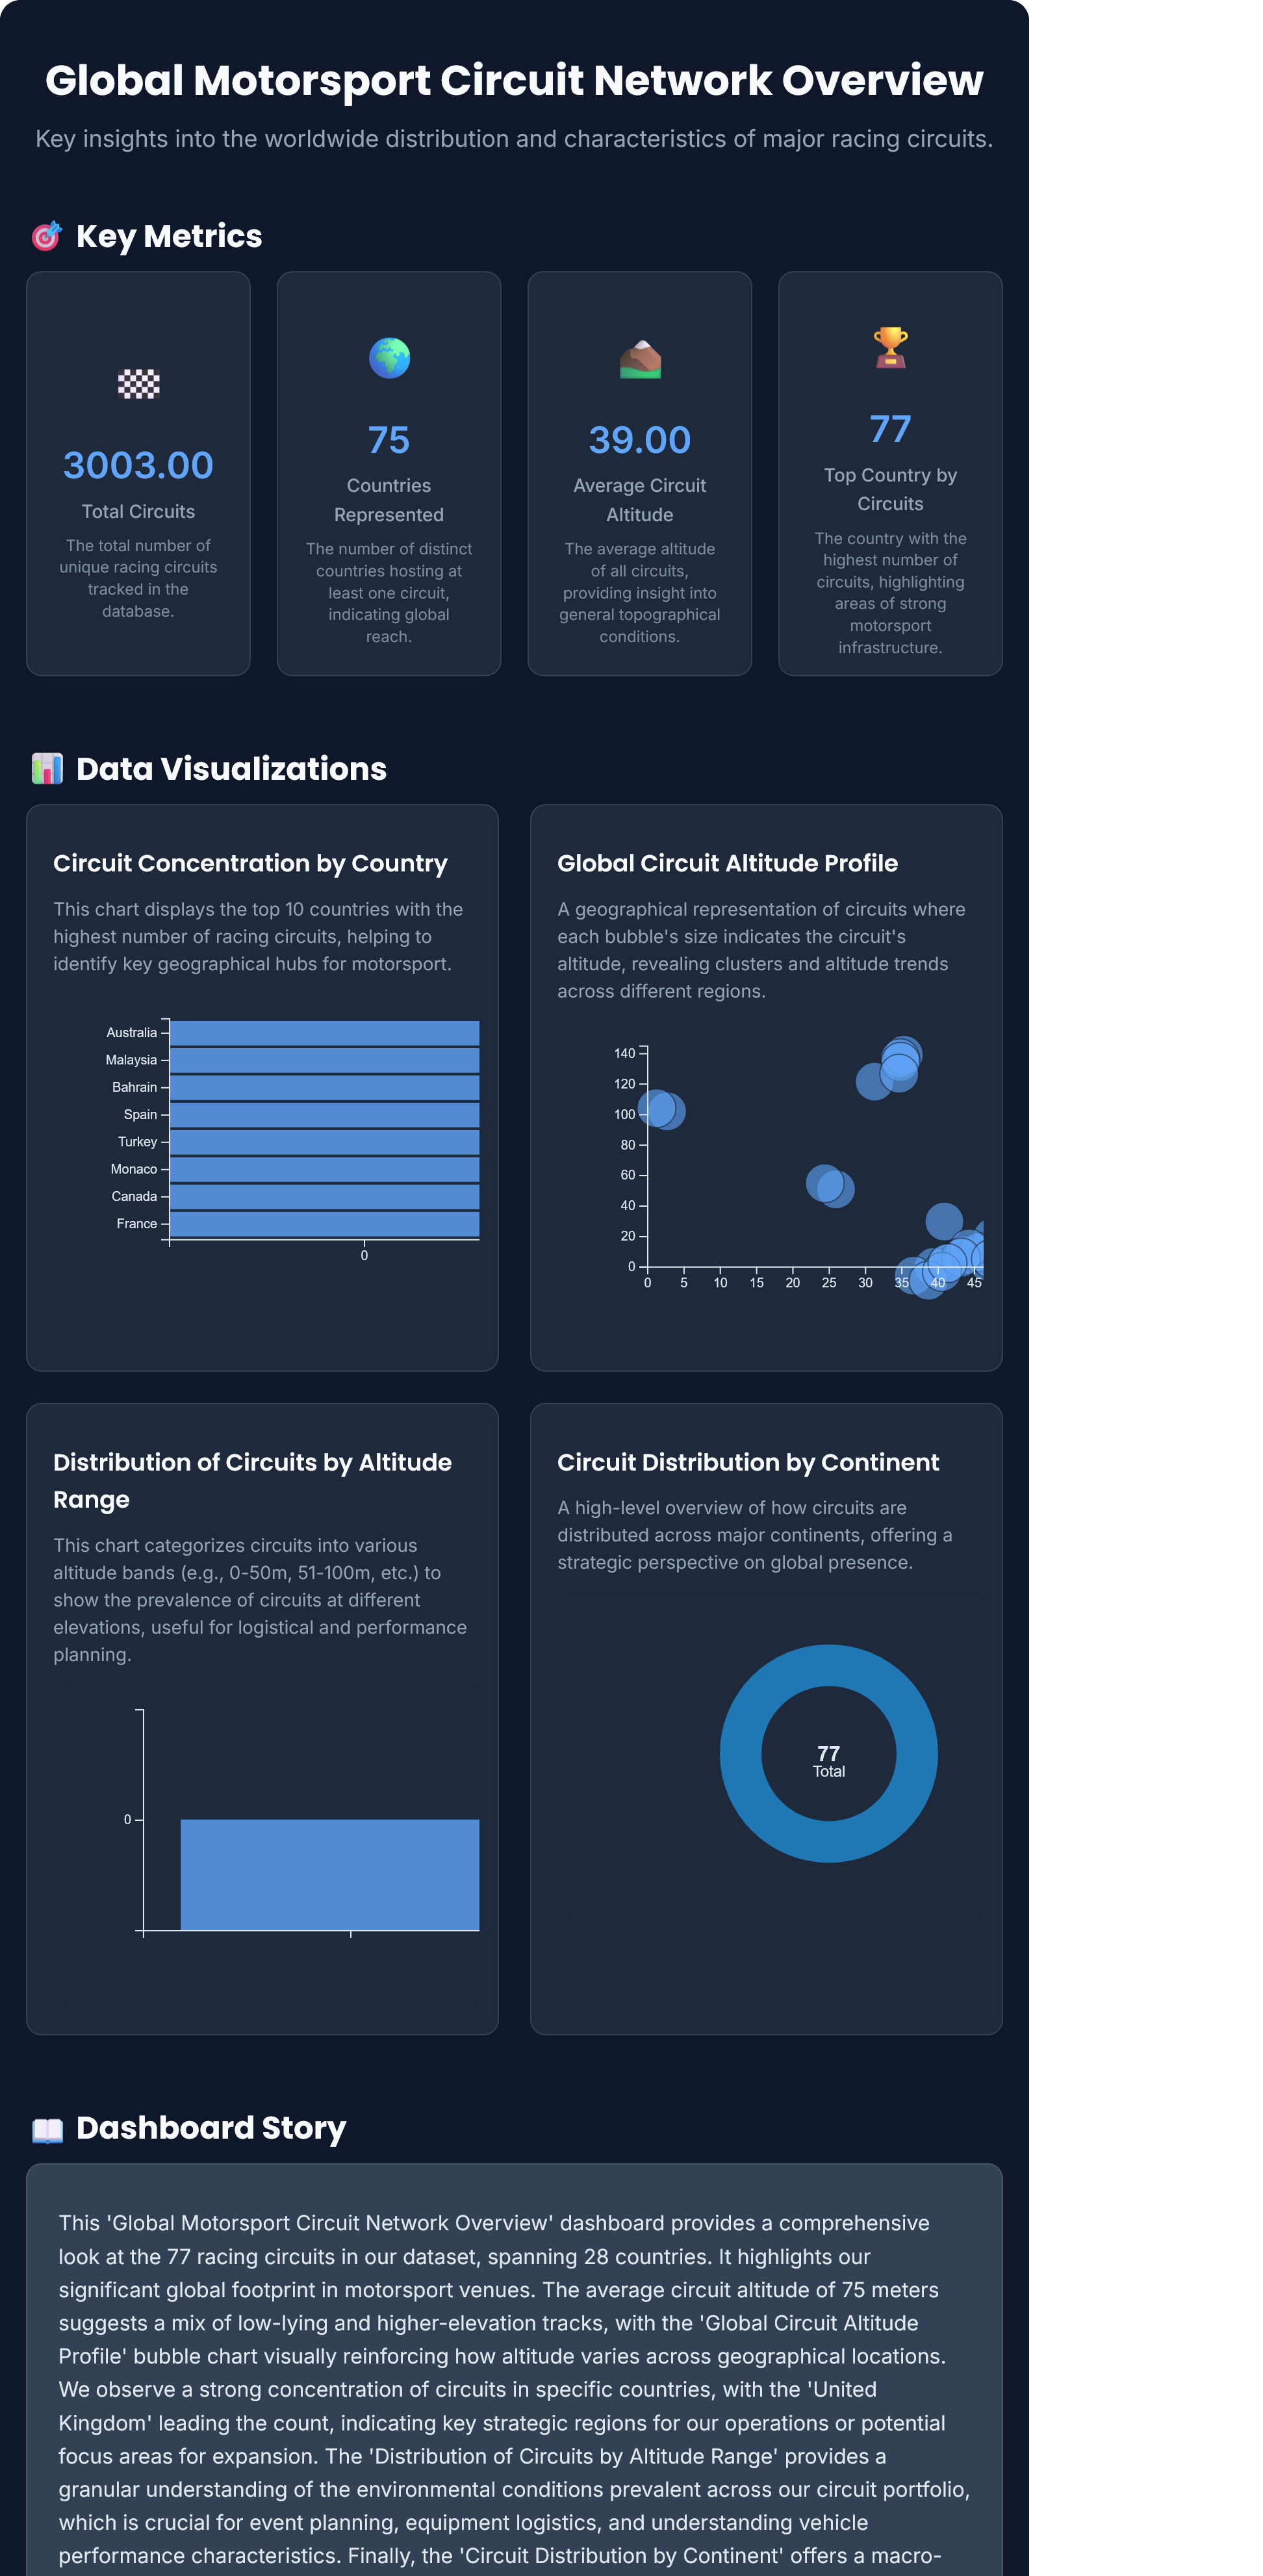 Global Motorsport Circuit Network Overview
Key insights into the worldwide distribution and characteristics of major racing circuits.
Key Metrics
3003.00
Total Circuits
The total number of
unique racing circuits
tracked in the
database.
75
Countries
Represented
The number of distinct
countries hosting at
least one circuit,
indicating global
reach.
39.00
Average Circuit
Altitude
The average altitude
of all circuits,
providing insight into
general topographical
conditions.
77
Top Country by
Circuits
The country with the
highest number of
circuits, highlighting
areas of strong
motorsport
infrastructure.
Data Visualizations
Circuit Concentration by Country
This chart displays the top 10 countries with the
highest number of racing circuits, helping to
identify key geographical hubs for motorsport.
Australia
Malaysia
Bahrain
Spain
Turkey
Monaco
Canada
France
0
Global Circuit Altitude Profile
A geographical representation of circuits where
each bubble's size indicates the circuit's
altitude, revealing clusters and altitude trends
across different regions.
140
120
100
80
60
40
20
0
0 5 10 15 20 25 30 35 40 45
Distribution of Circuits by Altitude
Range
This chart categorizes circuits into various
altitude bands (e.g., 0-50m, 51-100m, etc.) to
show the prevalence of circuits at different
elevations, useful for logistical and performance
planning.
0
Circuit Distribution by Continent
A high-level overview of how circuits are
distributed across major continents, offering a
strategic perspective on global presence.
77
Total
Dashboard Story
This 'Global Motorsport Circuit Network Overview' dashboard provides a comprehensive
look at the 77 racing circuits in our dataset, spanning 28 countries. It highlights our
significant global footprint in motorsport venues. The average circuit altitude of 75 meters
suggests a mix of low-lying and higher-elevation tracks, with the 'Global Circuit Altitude
Profile' bubble chart visually reinforcing how altitude varies across geographical locations.
We observe a strong concentration of circuits in specific countries, with the 'United
Kingdom' leading the count, indicating key strategic regions for our operations or potential
focus areas for expansion. The 'Distribution of Circuits by Altitude Range' provides a
granular understanding of the environmental conditions prevalent across our circuit portfolio,
which is crucial for event planning, equipment logistics, and understanding vehicle
performance characteristics. Finally, the 'Circuit Distribution by Continent' offers a macro-